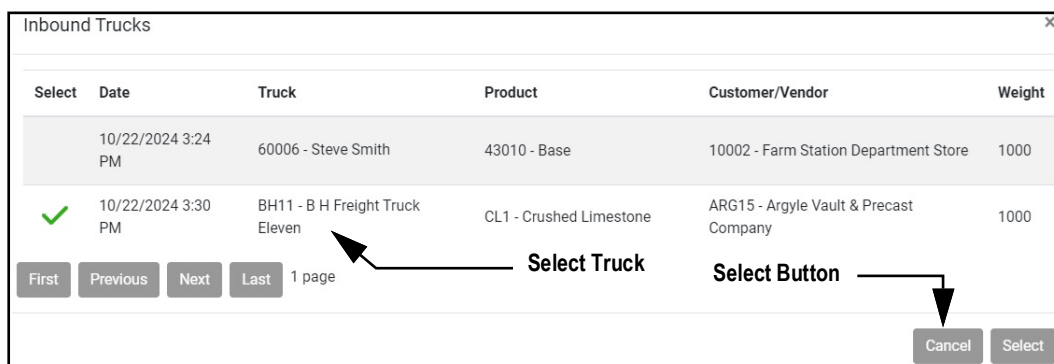 Inbound Trucks ×
Select Date Truck Product Customer/Vendor Weight
10/22/2024 3:24
PM
60006 - Steve Smith
43010 - Base
10002 - Farm Station Department Store
1000
10/22/2024 3:30
PM
BH11 - B H Freight Truck
Eleven
CL1 - Crushed Limestone
ARG15 - Argyle Vault & Precast
Company
1000
First Previous Next Last 1 page
Select Truck
Select Button
Cancel Select